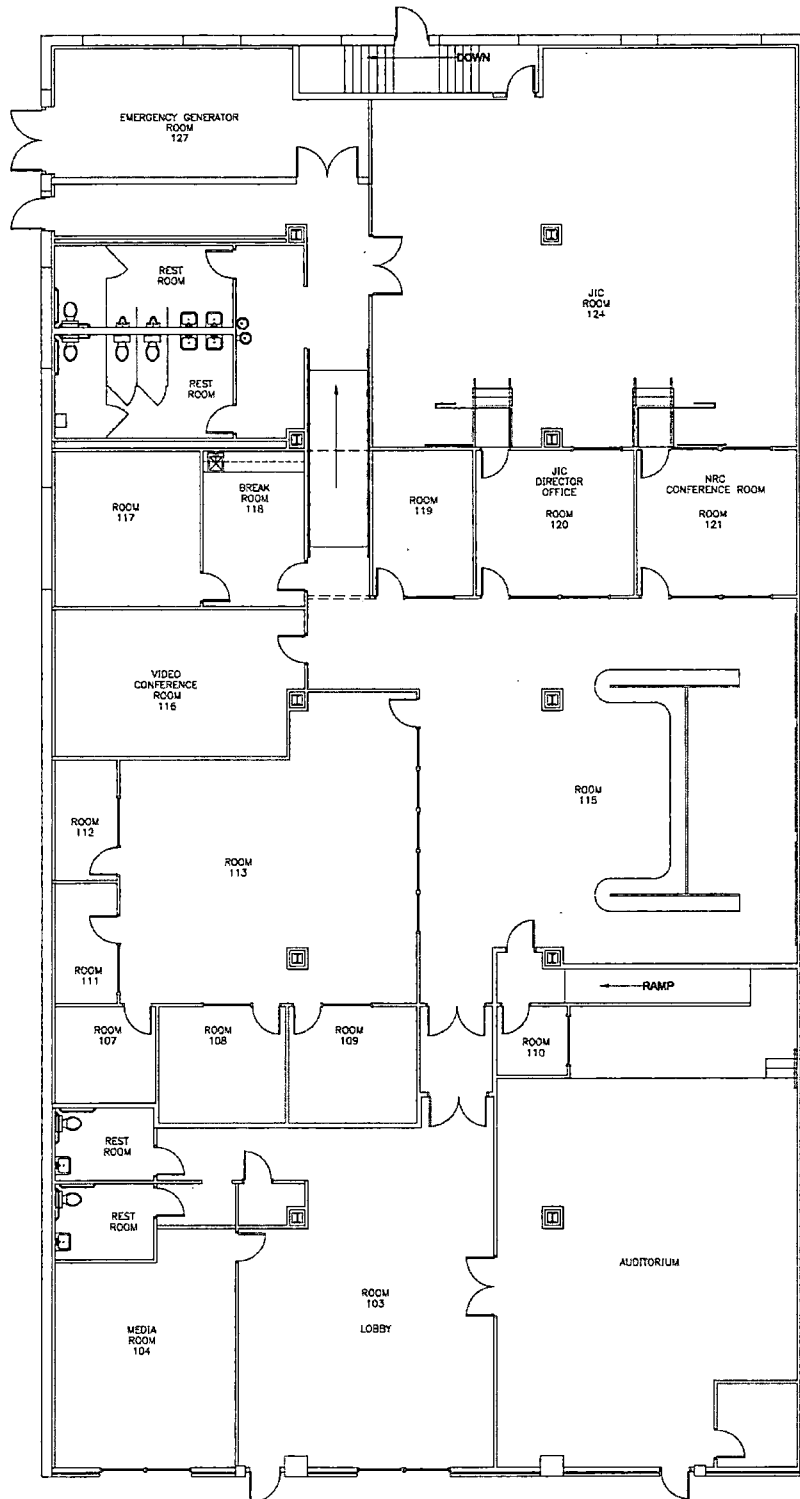 DOWN
EMERGENCY GENERATOR
ROOM
127
REST
ROOM
JIC
ROOM
124
REST
ROOM
ROOM
117
BREAK
ROOM
118
ROOM
119
JIC
DIRECTOR
OFFICE
ROOM
120
NRC
CONFERENCE ROOM
ROOM
121
VIDEO
CONFERENCE
ROOM
116
ROOM
115
ROOM
112
ROOM
113
ROOM
111
RAMP
ROOM
107
ROOM
108
ROOM
109
ROOM
110
REST
ROOM
REST
ROOM
AUDITORIUM
ROOM
103
LOBBY
MEDIA
ROOM
104